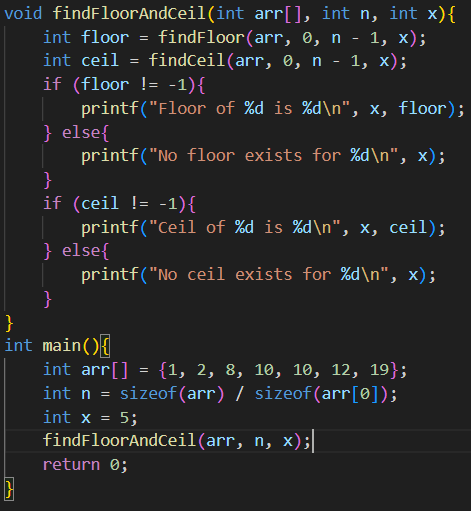 void findFloorAndCeil(int arr[], int n, int x){
    int floor = findFloor(arr, 0, n - 1, x);
    int ceil = findCeil(arr, 0, n - 1, x);
    if (floor != -1){
        printf("Floor of %d is %d\n", x, floor);
    } else{
        printf("No floor exists for %d\n", x);
    }
    if (ceil != -1){
        printf("Ceil of %d is %d\n", x, ceil);
    } else{
        printf("No ceil exists for %d\n", x);
    }
}
int main(){
    int arr[] = {1, 2, 8, 10, 10, 12, 19};
    int n = sizeof(arr) / sizeof(arr[0]);
    int x = 5;
    findFloorAndCeil(arr, n, x);
    return 0;
}